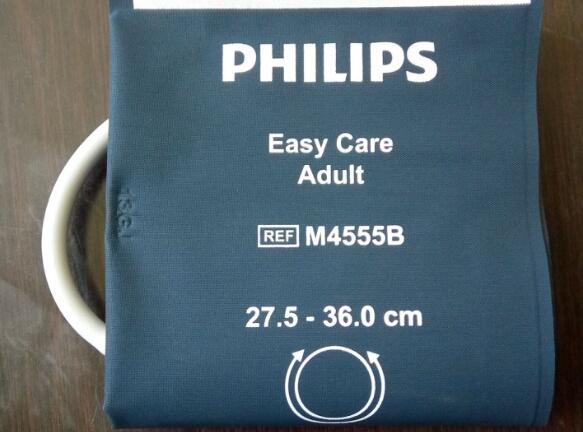 PHILIPS
Easy Care
Adult
REF M4555B
27.5 - 36.0 cm